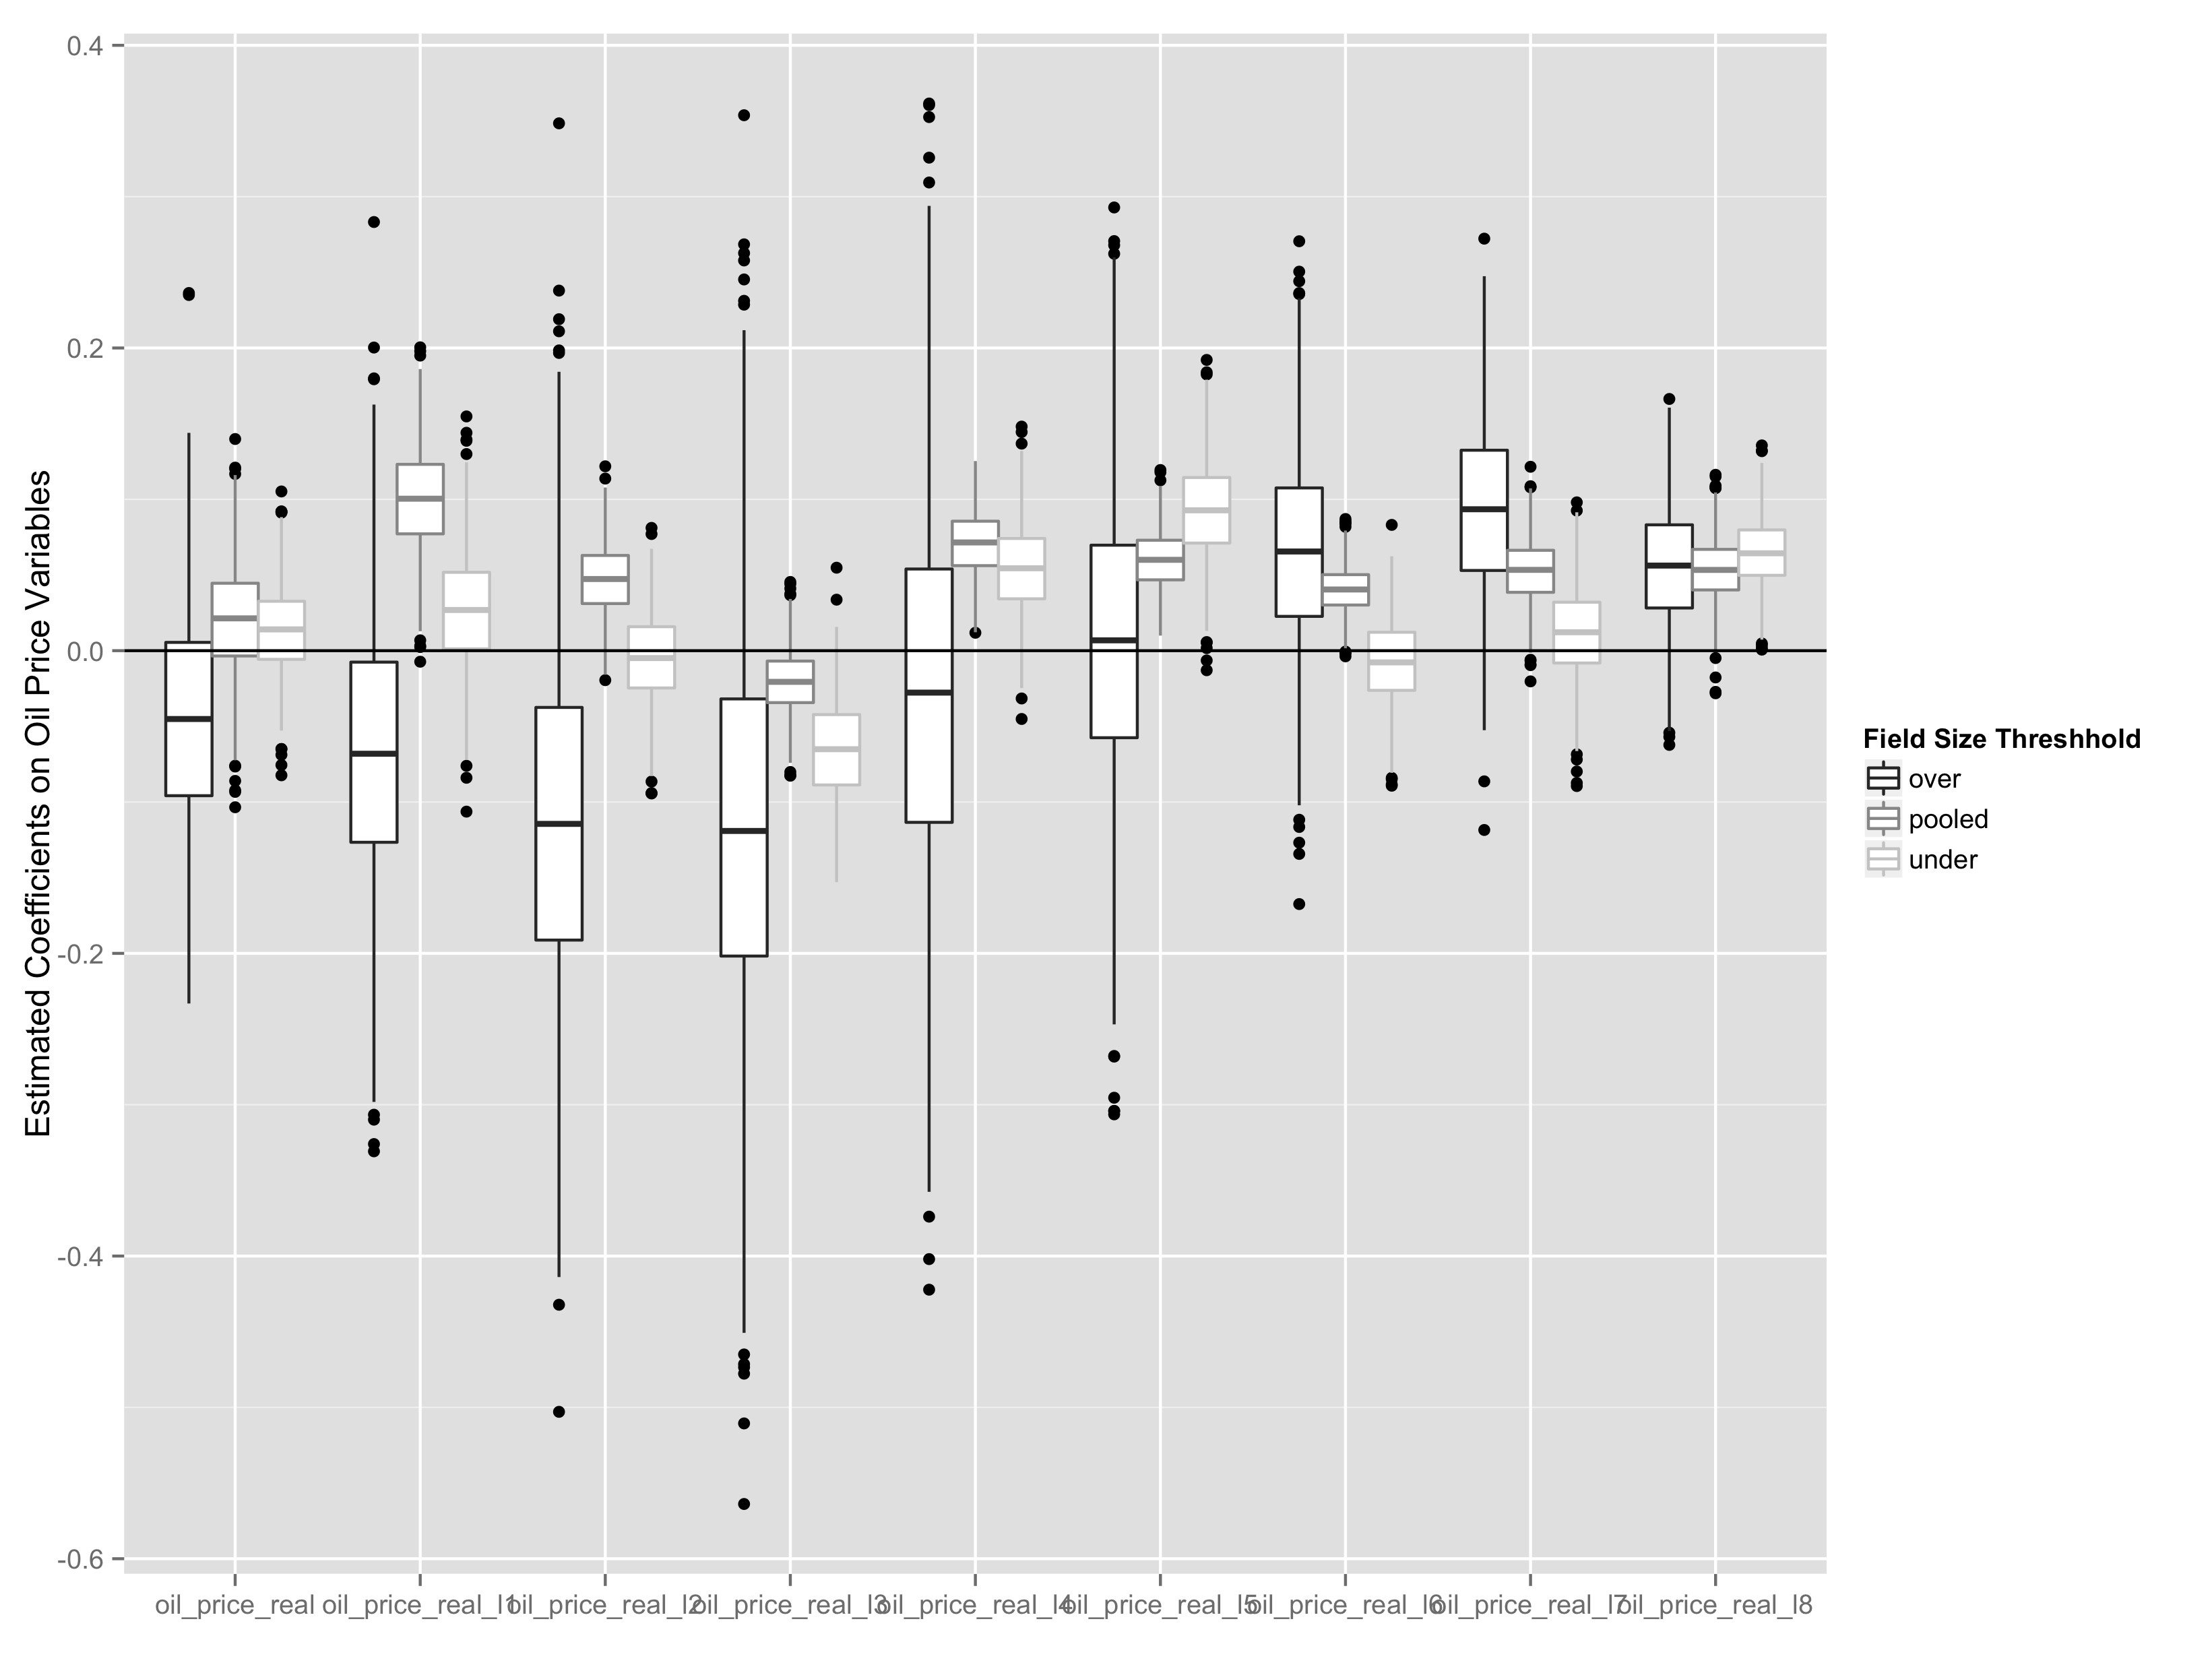 Estimated Coefficients on Oil Price Variables
0.4
0.2
0.0
-0.2
-0.4
-0.6
oil_price_real oil_price_real_l1 oil_price_real_l2 oil_price_real_l3 oil_price_real_l4 oil_price_real_l5 oil_price_real_l6 oil_price_real_l7 oil_price_real_l8
Field Size Threshhold
over
pooled
under